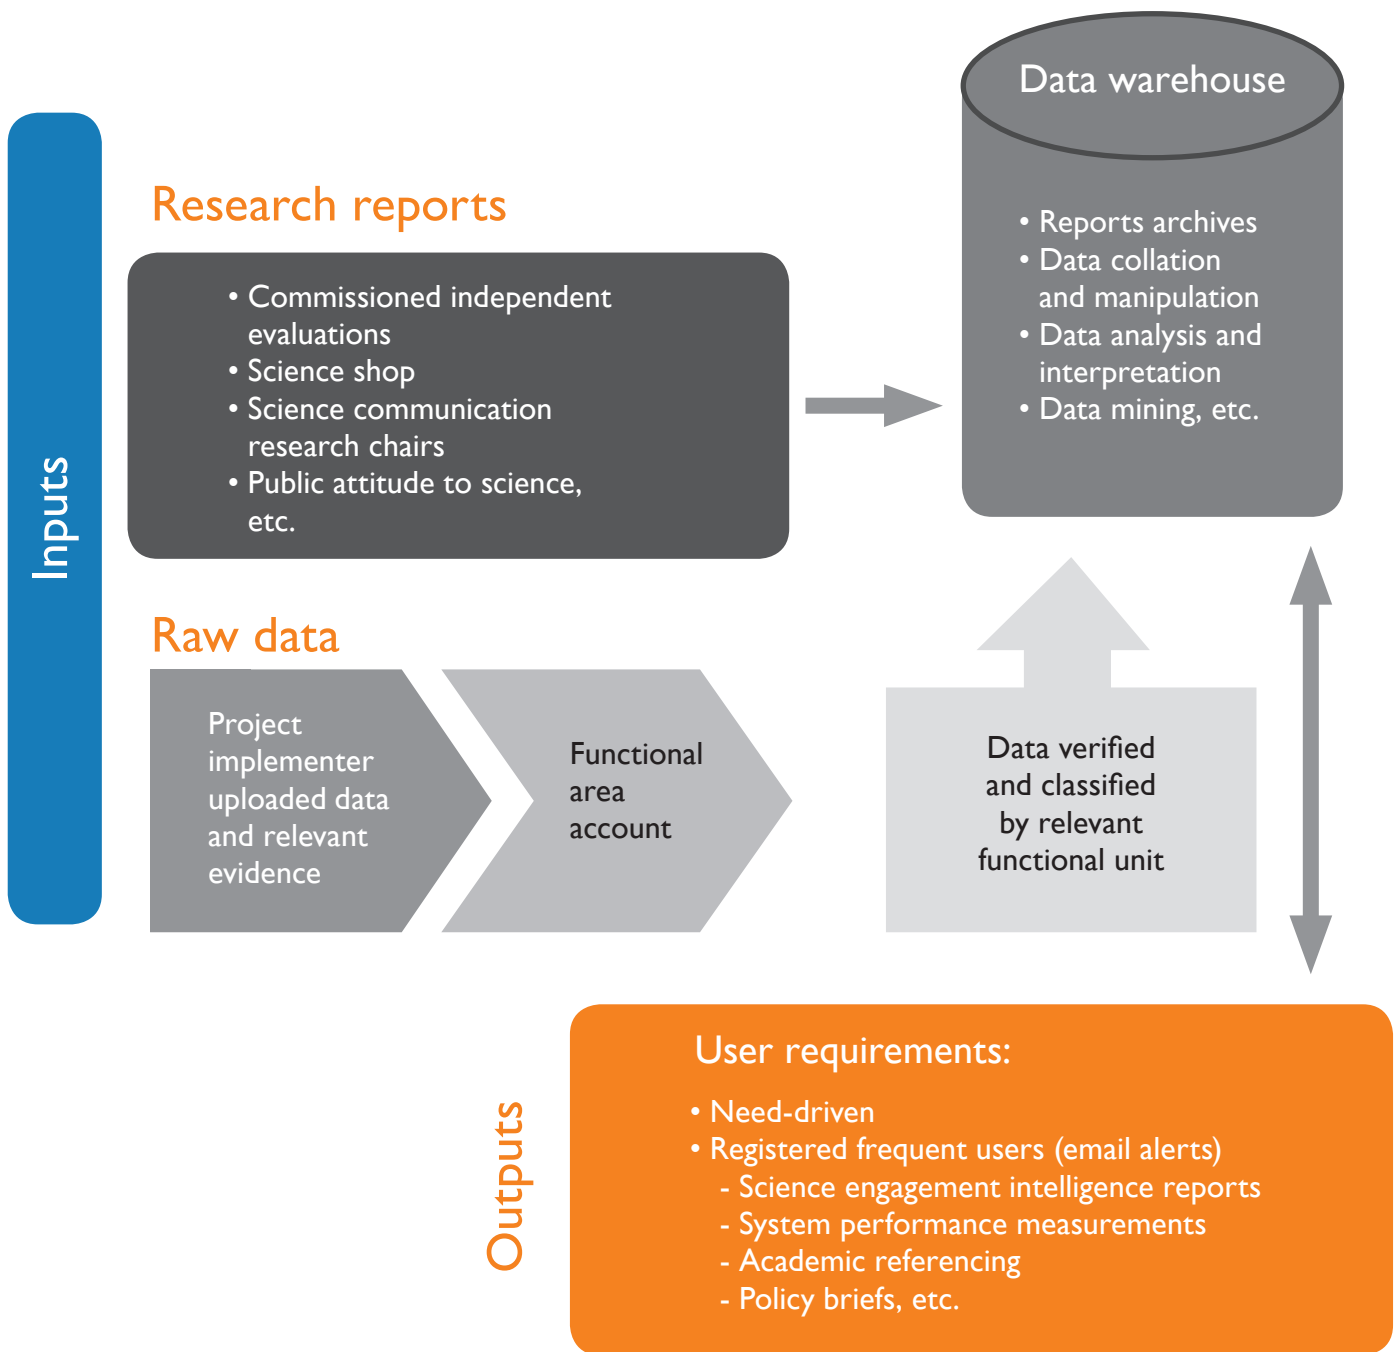 Inputs
Research reports
• Commissioned independent
evaluations
• Science shop
• Science communication
research chairs
• Public attitude to science,
etc.
Data warehouse
• Reports archives
• Data collation
and manipulation
• Data analysis and
interpretation
• Data mining, etc.
Raw data
Project
implementer
uploaded data
and relevant
evidence
Functional
area
account
Data verified
and classified
by relevant
functional unit
Outputs
User requirements:
• Need-driven
• Registered frequent users (email alerts)
- Science engagement intelligence reports
- System performance measurements
- Academic referencing
- Policy briefs, etc.